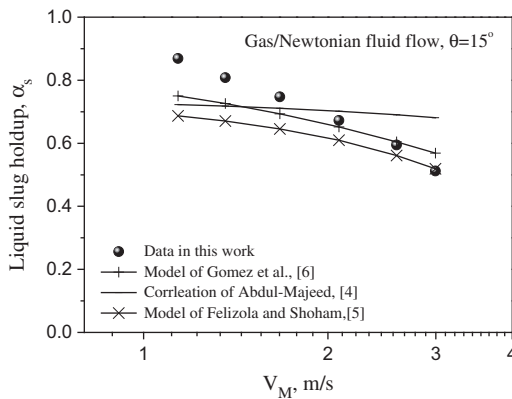 Gas/Newtonian fluid flow, θ=15°
Liquid slug holdup, αs
1.0
0.8
0.6
0.4
0.2
0.0
Data in this work
Model of Gomez et al., [6]
Corrleation of Abdul-Majeed, [4]
Model of Felizola and Shoham,[5]
1 2 3 4
VM, m/s